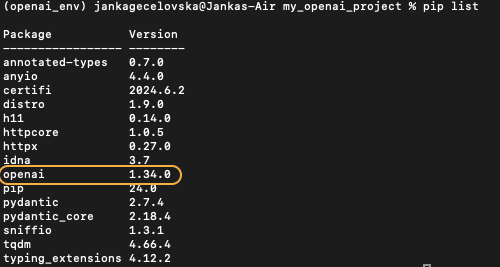 (openai_env) jankagecelovska@Jankas-Air my_openai_project % pip list
Package Version
----------------- --------
annotated-types 0.7.0
anyio 4.4.0
certifi 2024.6.2
distro 1.9.0
h11 0.14.0
httpcore 1.0.5
httpx 0.27.0
idna 3.7
openai 1.34.0
pip 24.0
pydantic 2.7.4
pydantic_core 2.18.4
sniffio 1.3.1
tqdm 4.66.4
typing_extensions 4.12.2